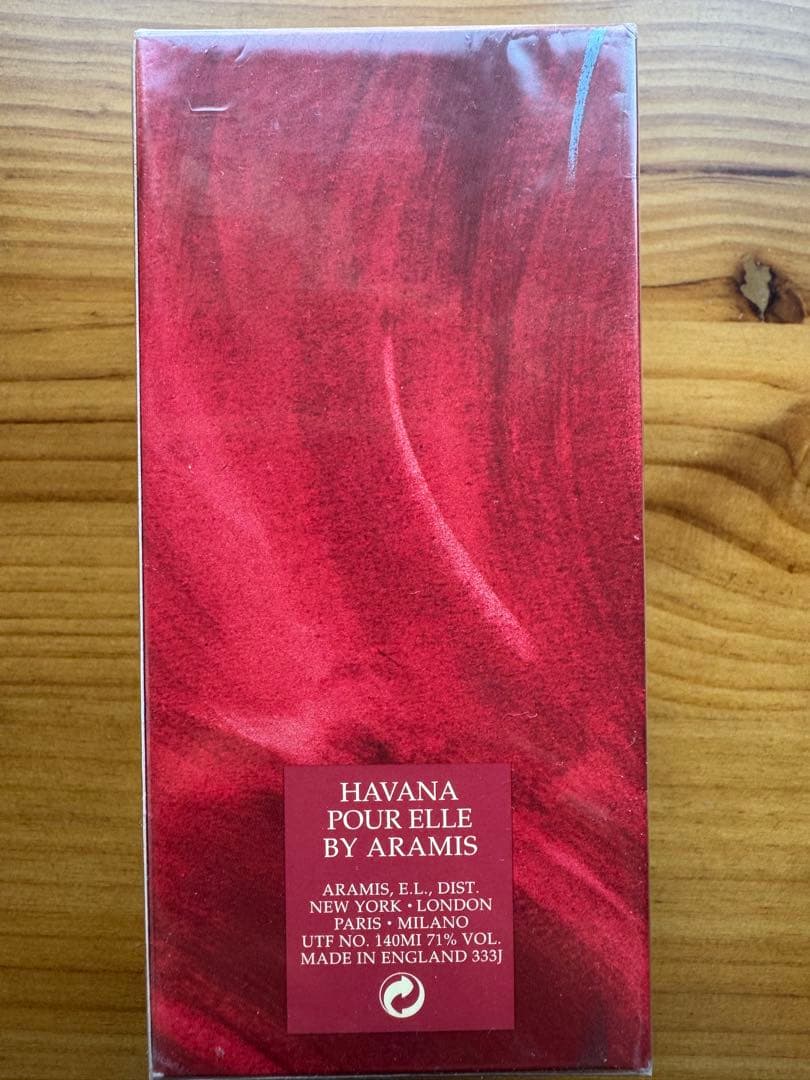 HAVANA
POUR ELLE
BY ARAMIS
ARAMIS, E.L., DIST.
NEW YORK • LONDON
PARIS • MILANO
UTF NO. 140MI 71% VOL.
MADE IN ENGLAND 333J